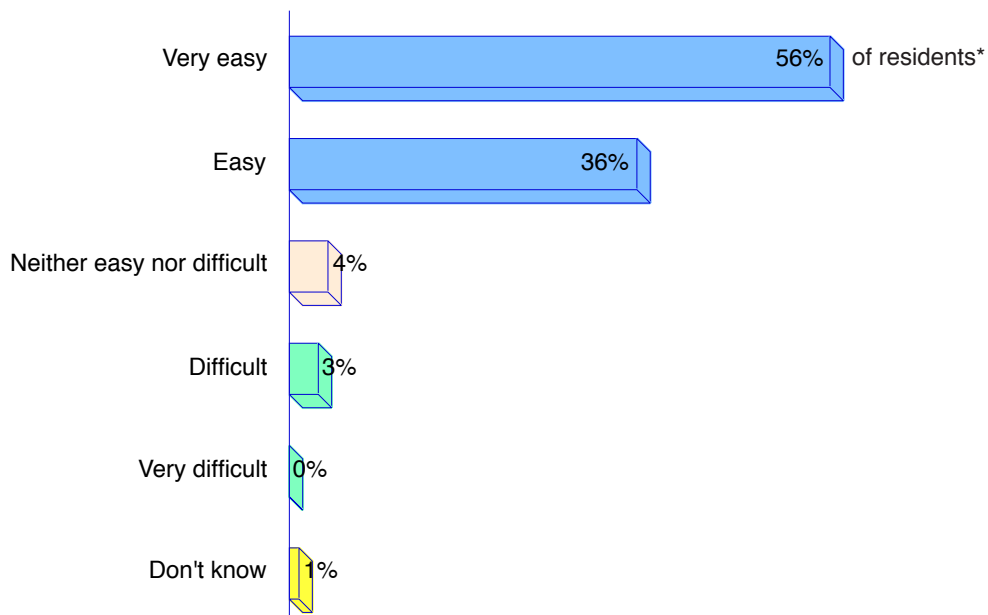 Very easy 56% of residents*
Easy 36%
Neither easy nor difficult 4%
Difficult 3%
Very difficult 0%
Don't know 1%